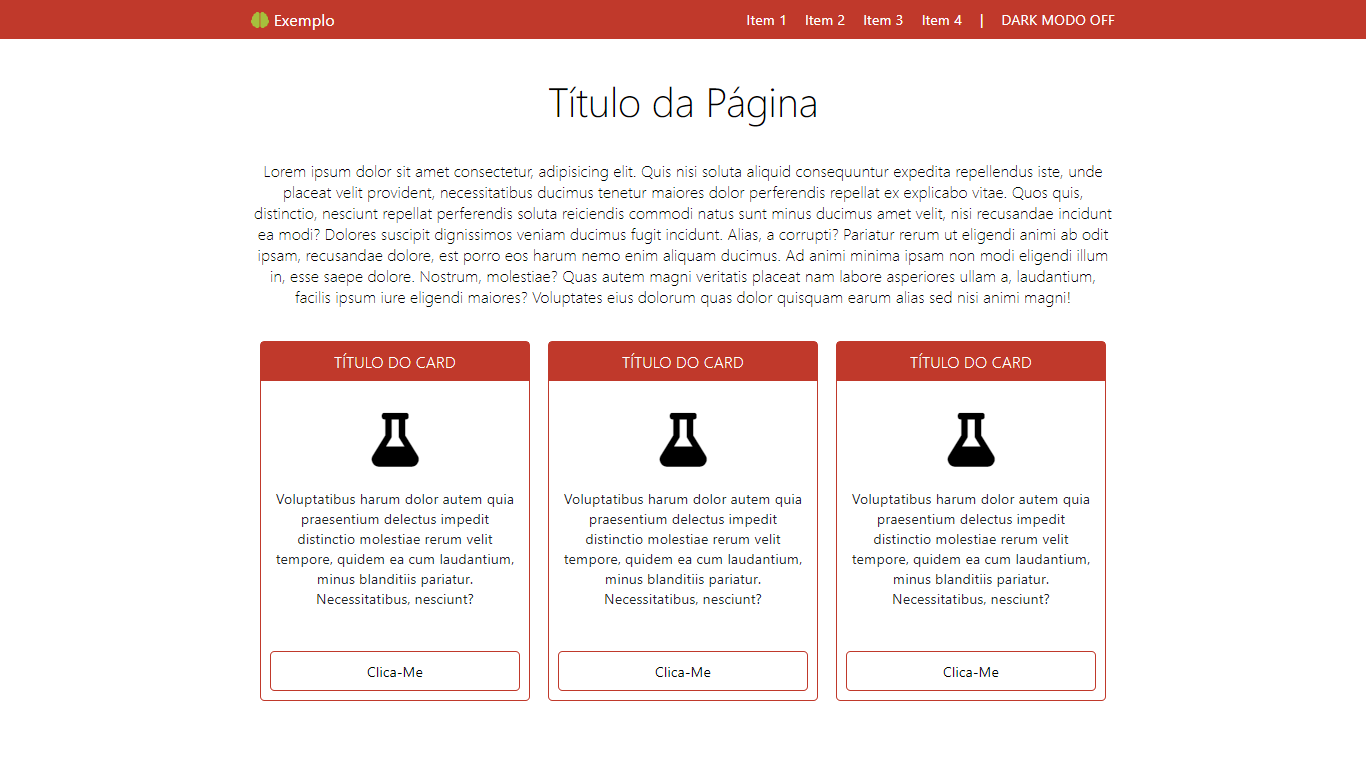 Exemplo
Item 1 Item 2 Item 3 Item 4 | DARK MODO OFF
Título da Página
Lorem ipsum dolor sit amet consectetur, adipisicing elit. Quis nisi soluta aliquid consequuntur expedita repellendus iste, unde
placeat velit provident, necessitatibus ducimus tenetur maiores dolor perferendis repellat ex explicabo vitae. Quos quis,
distinctio, nesciunt repellat perferendis soluta reiciendis commodi natus sunt minus ducimus amet velit, nisi recusandae incidunt
ea modi? Dolores suscipit dignissimos veniam ducimus fugit incidunt. Alias, a corrupti? Pariatur rerum ut eligendi animi ab odit
ipsam, recusandae dolore, est porro eos harum nemo enim aliquam ducimus. Ad animi minima ipsam non modi eligendi illum
in, esse saepe dolore. Nostrum, molestiae? Quas autem magni veritatis placeat nam labore asperiores ullam a, laudantium,
facilis ipsum iure eligendi maiores? Voluptates eius dolorum quas dolor quisquam earum alias sed nisi animi magni!
TÍTULO DO CARD
Voluptatibus harum dolor autem quia
praesentium delectus impedit
distinctio molestiae rerum velit
tempore, quidem ea cum laudantium,
minus blanditiis pariatur.
Necessitatibus, nesciunt?
Clica-Me
TÍTULO DO CARD
Voluptatibus harum dolor autem quia
praesentium delectus impedit
distinctio molestiae rerum velit
tempore, quidem ea cum laudantium,
minus blanditiis pariatur.
Necessitatibus, nesciunt?
Clica-Me
TÍTULO DO CARD
Voluptatibus harum dolor autem quia
praesentium delectus impedit
distinctio molestiae rerum velit
tempore, quidem ea cum laudantium,
minus blanditiis pariatur.
Necessitatibus, nesciunt?
Clica-Me